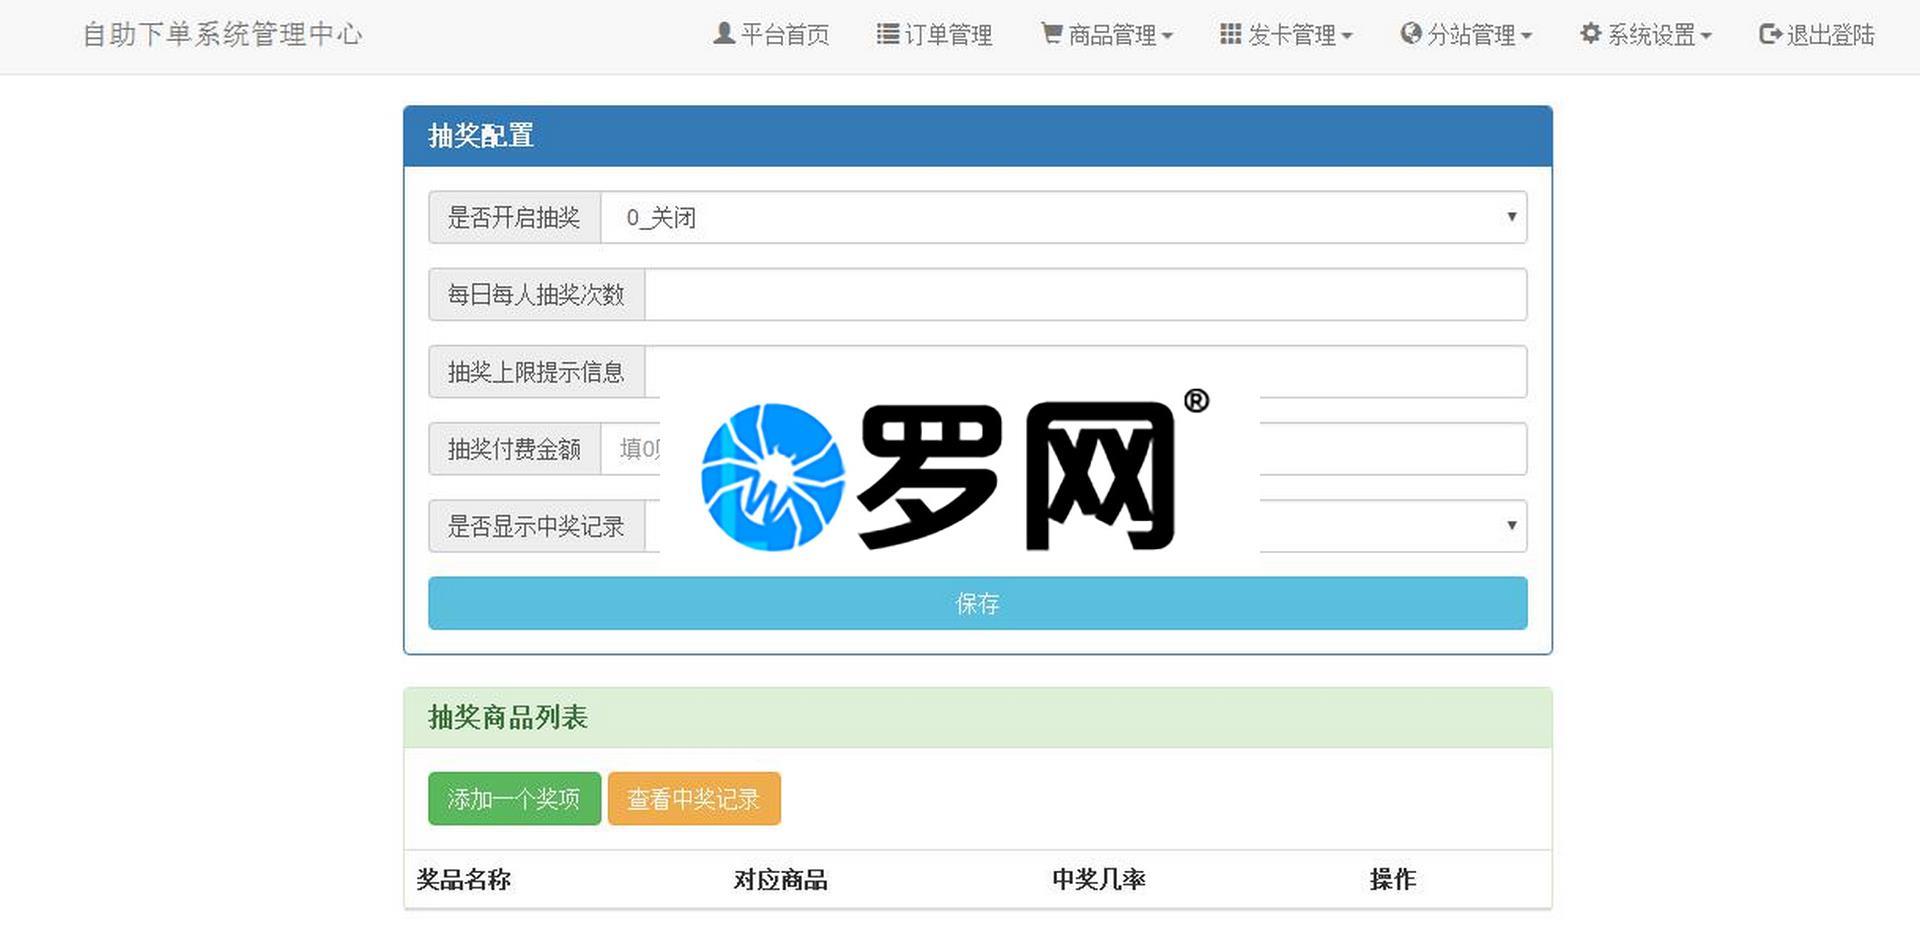 自助下单系统管理中心 平台首页 订单管理 商品管理 发卡管理 分站管理 系统设置 退出登陆
抽奖配置
是否开启抽奖 0_关闭
每日每人抽奖次数
抽奖上限提示信息
罗网®
抽奖付费金额 填0
是否显示中奖记录
保存
抽奖商品列表
添加一个奖项 查看中奖记录
奖品名称 对应商品 中奖几率 操作